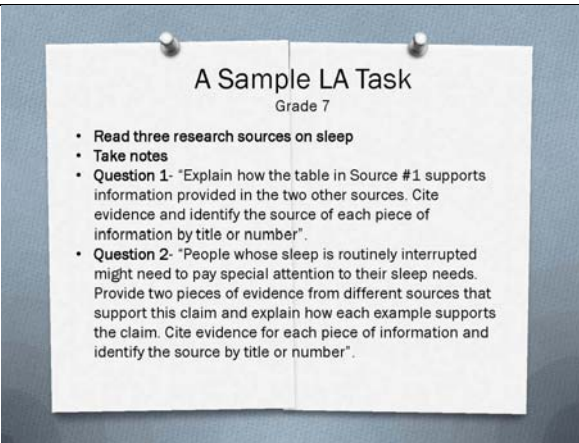 A Sample LA Task
Grade 7
• Read three research sources on sleep
• Take notes
• Question 1- "Explain how the table in Source #1 supports
information provided in the two other sources. Cite
evidence and identify the source of each piece of
information by title or number".
• Question 2- "People whose sleep is routinely interrupted
might need to pay special attention to their sleep needs.
Provide two pieces of evidence from different sources that
support this claim and explain how each example supports
the claim. Cite evidence for each piece of information and
identify the source by title or number".